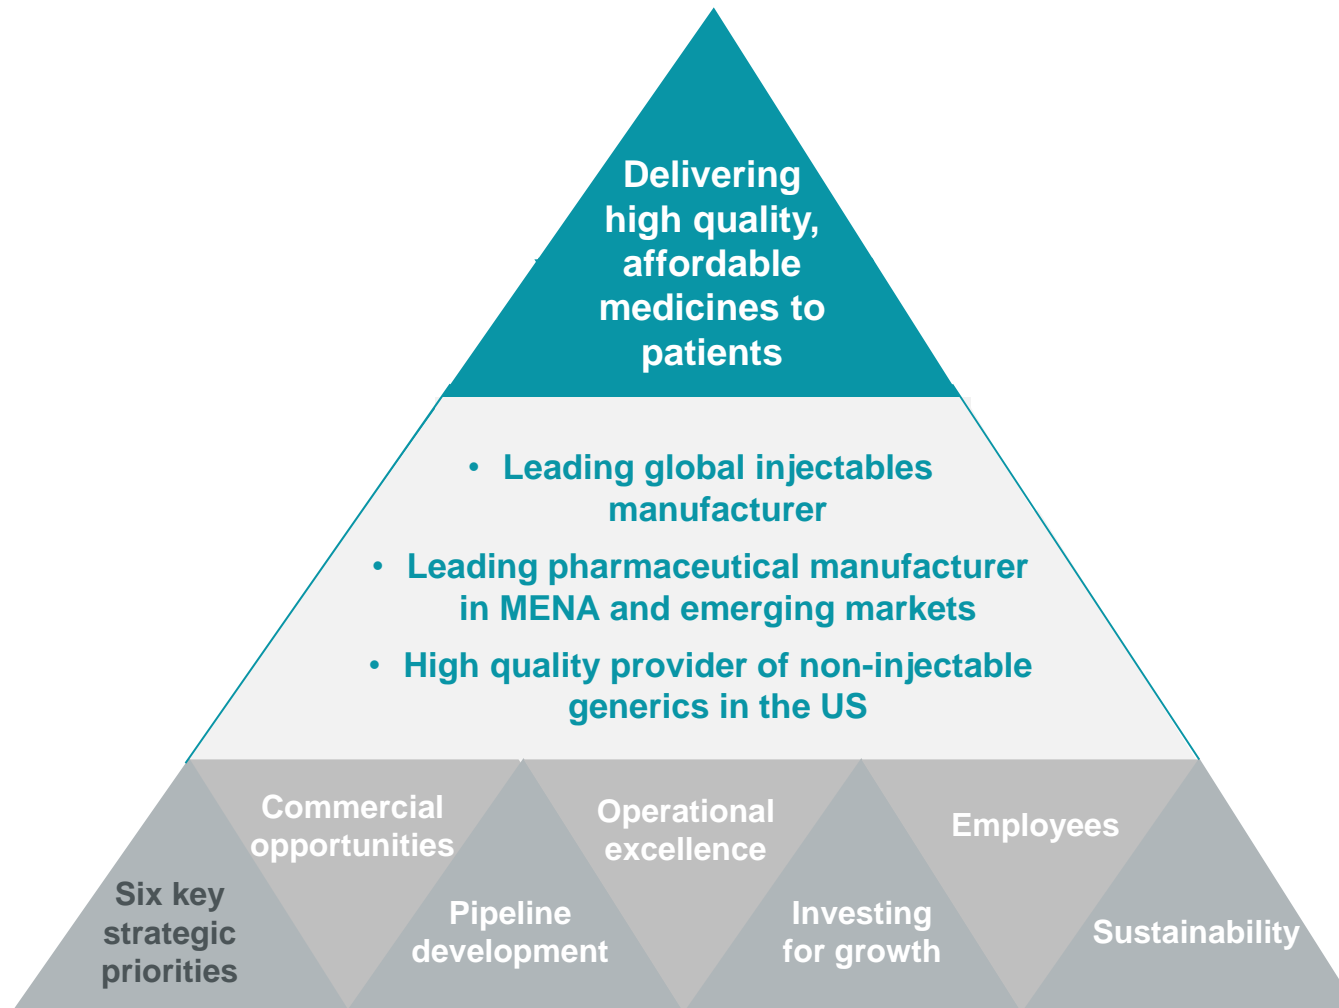 Delivering
high quality,
affordable
medicines to
patients
• Leading global injectables
manufacturer
• Leading pharmaceutical manufacturer
in MENA and emerging markets
• High quality provider of non-injectable
generics in the US
Six key
strategic
priorities
Commercial
opportunities
Pipeline
development
Operational
excellence
Investing
for growth
Employees
Sustainability